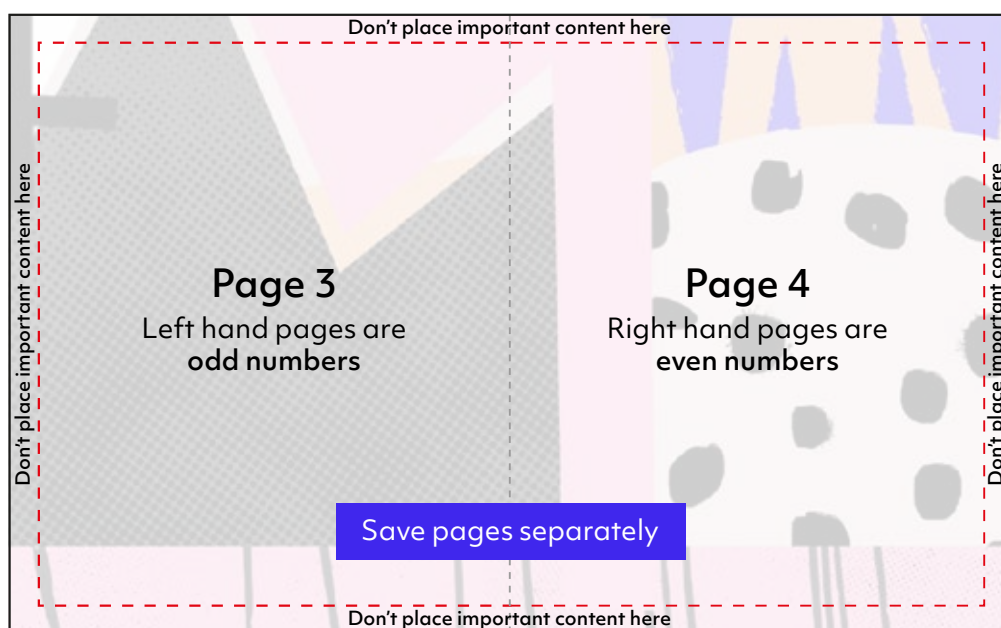 Don't place important content here
Don't place important content here
Page 3
Left hand pages are
odd numbers
Page 4
Right hand pages are
even numbers
Don't place important content here
Save pages separately
Don't place important content here